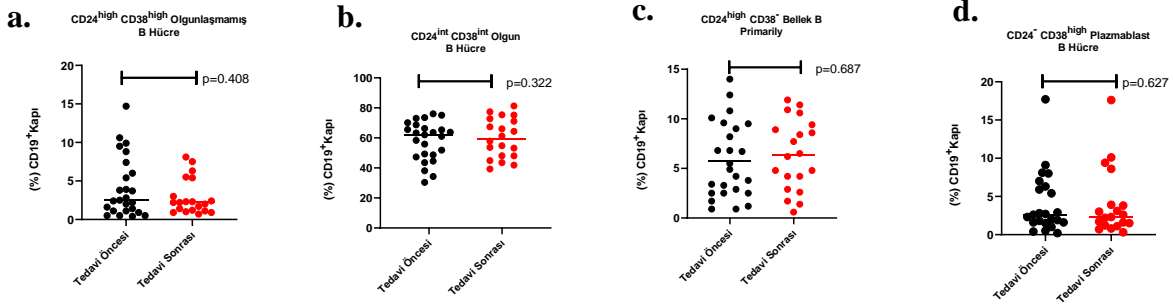 a.
CD24high CD38high Olgunlaşmamış
B Hücre
p=0.408
(%) CD19+Kapı
20
15
10
5
0
Tedavi Öncesi
Tedavi Sonrası
b.
CD24int CD38int Olgun
B Hücre
p=0.322
(%) CD19+Kapı
100
80
60
40
20
0
Tedavi Öncesi
Tedavi Sonrası
c.
CD24high CD38- Bellek B
Primarily
p=0.687
(%) CD19+Kapı
15
10
5
0
Tedavi Öncesi
Tedavi Sonrası
d.
CD24- CD38high Plazmablast
B Hücre
p=0.627
(%) CD19+Kapı
20
15
10
5
0
Tedavi Öncesi
Tedavi Sonrası